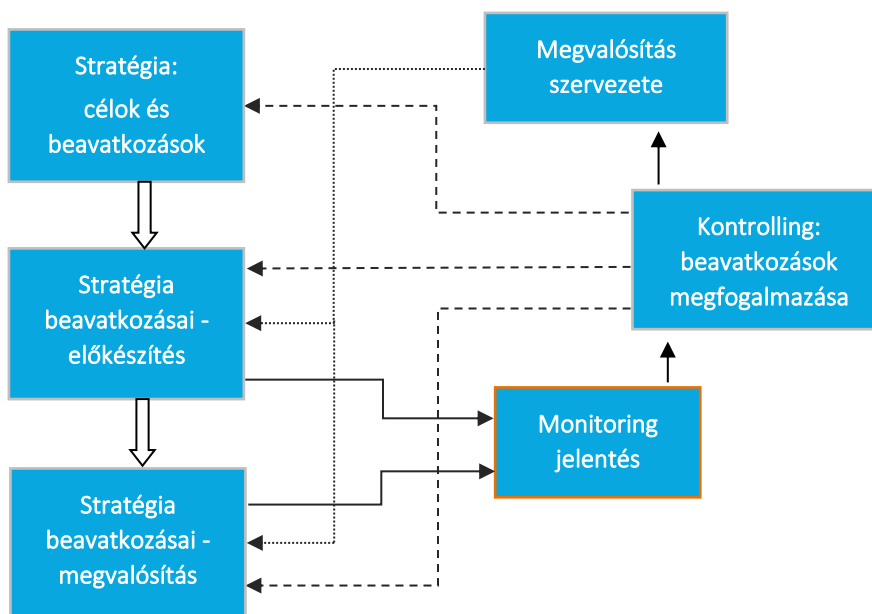 Stratégia:
célok és
beavatkozások
Megvalósítás
szervezete
Kontrolling:
beavatkozások
megfogalmazása
Stratégia
beavatkozásai -
előkészítés
Monitoring
jelentés
Stratégia
beavatkozásai -
megvalósítás